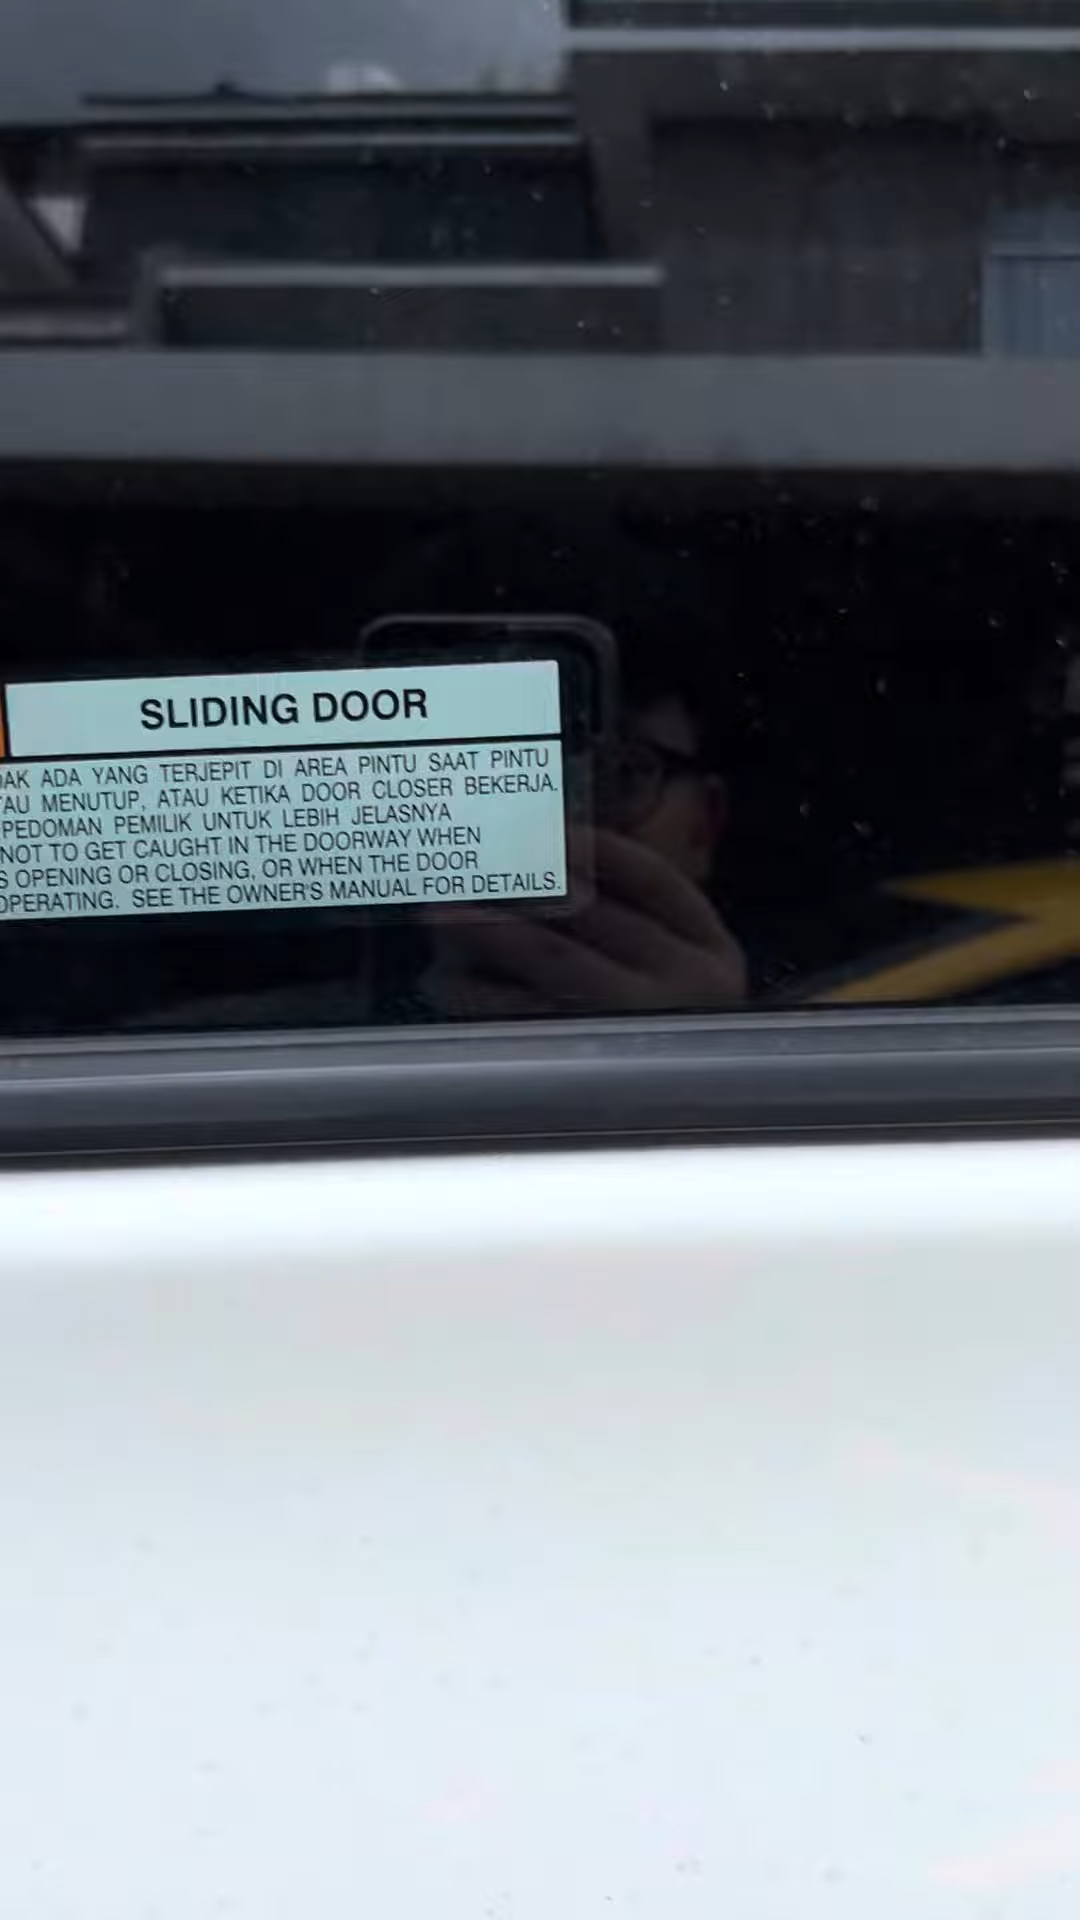 SLIDING DOOR
ADA YANG TERJEPIT DI AREA PINTU SAAT PINTU
MENUTUP, ATAU KETIKA DOOR CLOSER BEKERJA.
PEDOMAN PEMILIK UNTUK LEBIH JELASNYA
NOT TO GET CAUGHT IN THE DOORWAY WHEN
OPENING OR CLOSING, OR WHEN THE DOOR
OPERATING. SEE THE OWNER'S MANUAL FOR DETAILS.